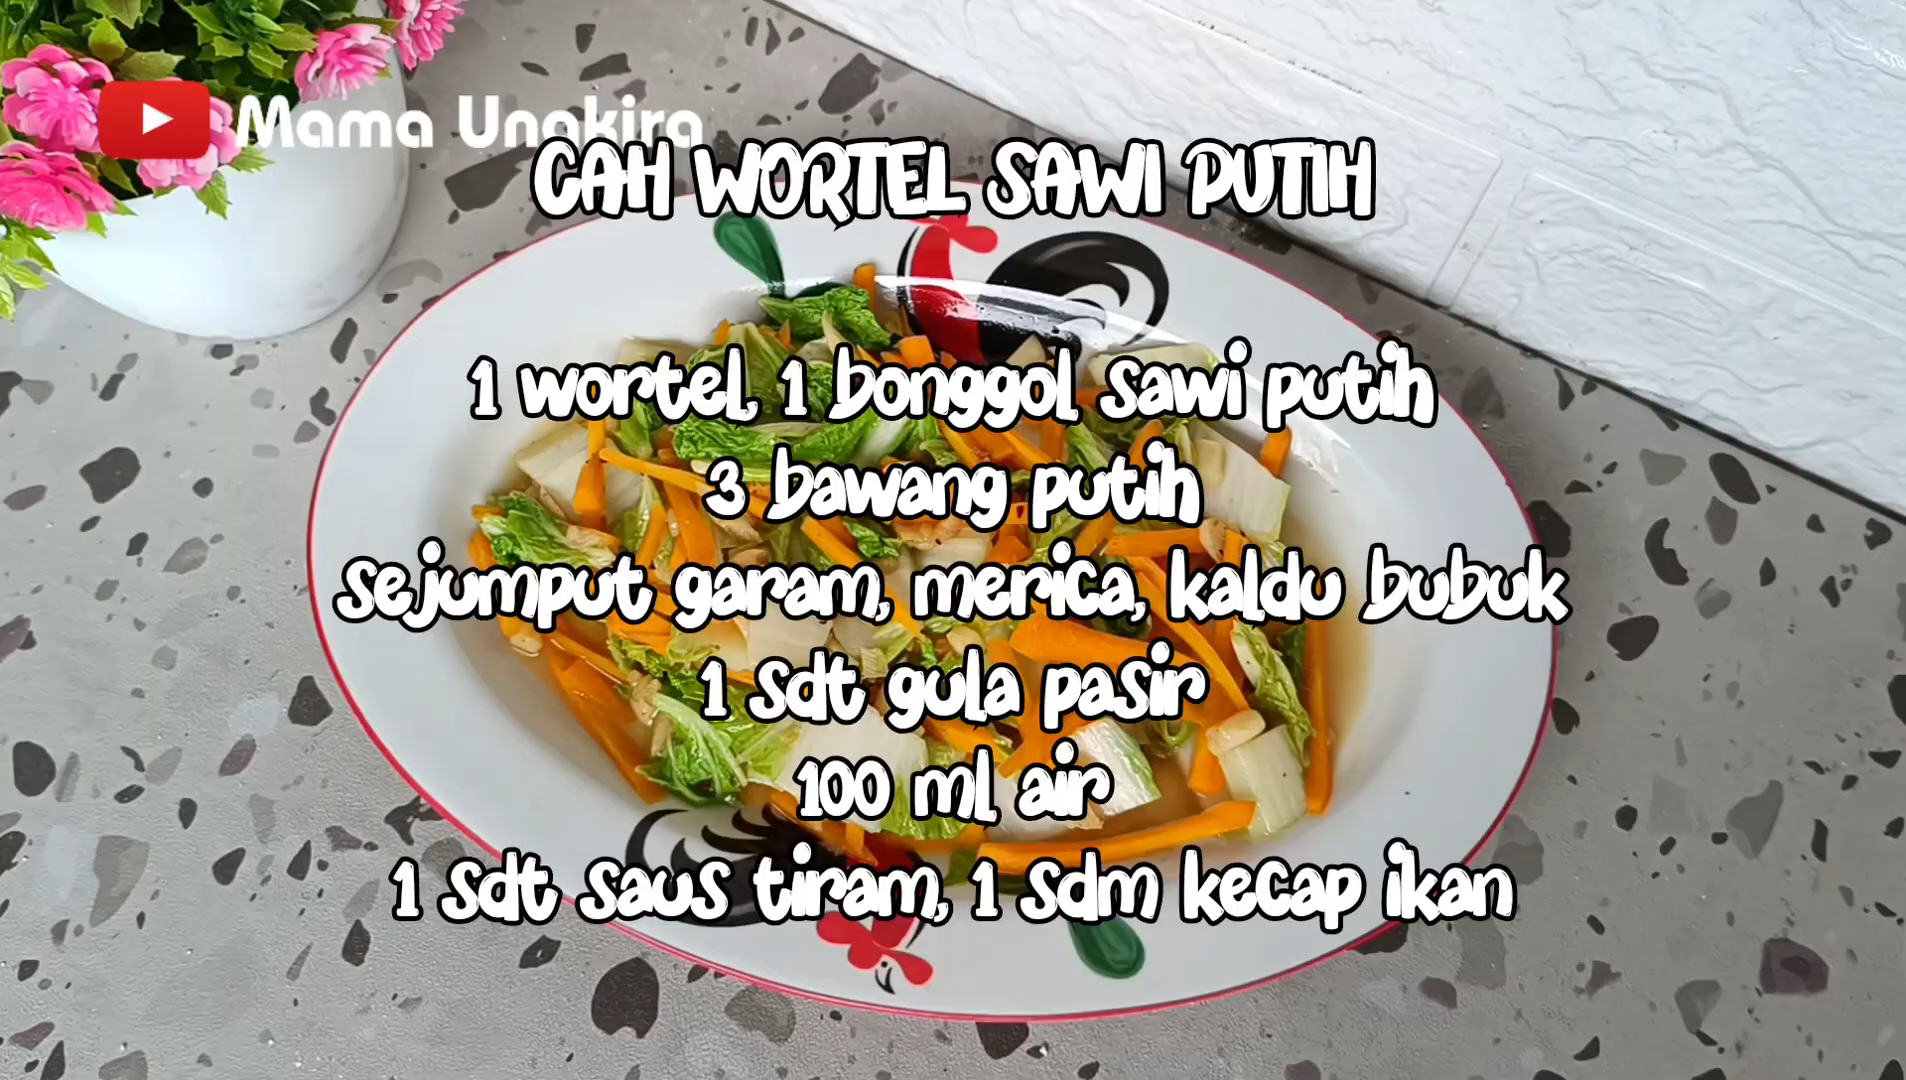 Mama Unakira
CAH WORTEL SAWI PUTIH
1 wortel, 1 bonggol sawi putih
3 bawang putih
sejumput garam, merica, kaldu bubuk
1 sdt gula pasir
100 ml air
1 sdt saus tiram, 1 sdm kecap ikan